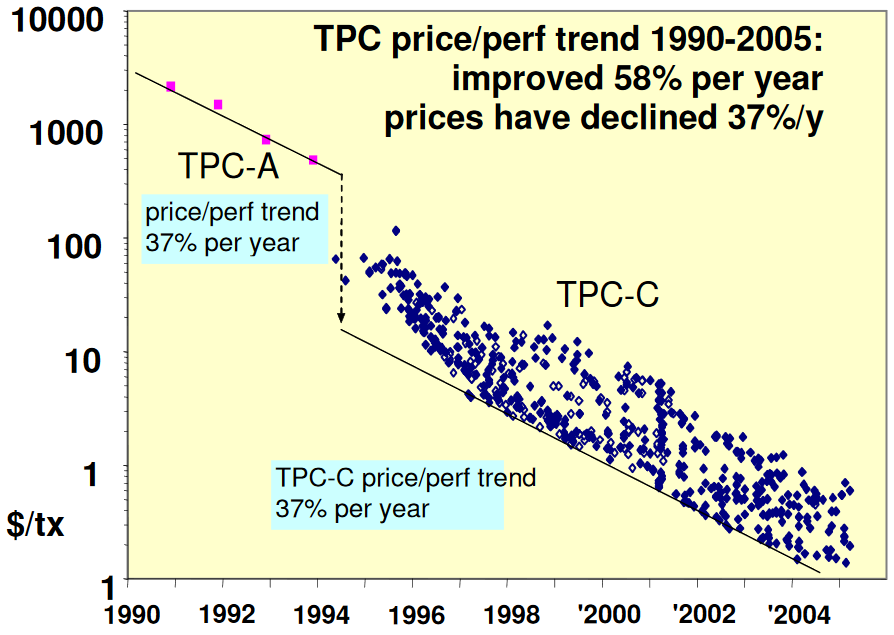 TPC price/perf trend 1990-2005:
improved 58% per year
prices have declined 37%/y
10000
1000
100
10
1
$/tx
1
TPC-A
price/perf trend
37% per year
TPC-C
TPC-C price/perf trend
37% per year
1990 1992 1994 1996 1998 '2000 '2002 '2004